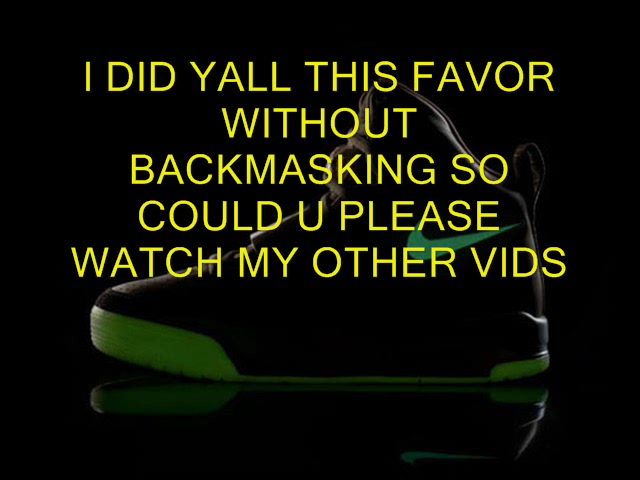 I DID YALL THIS FAVOR
WITHOUT
BACKMASKING SO
COULD U PLEASE
WATCH MY OTHER VIDS